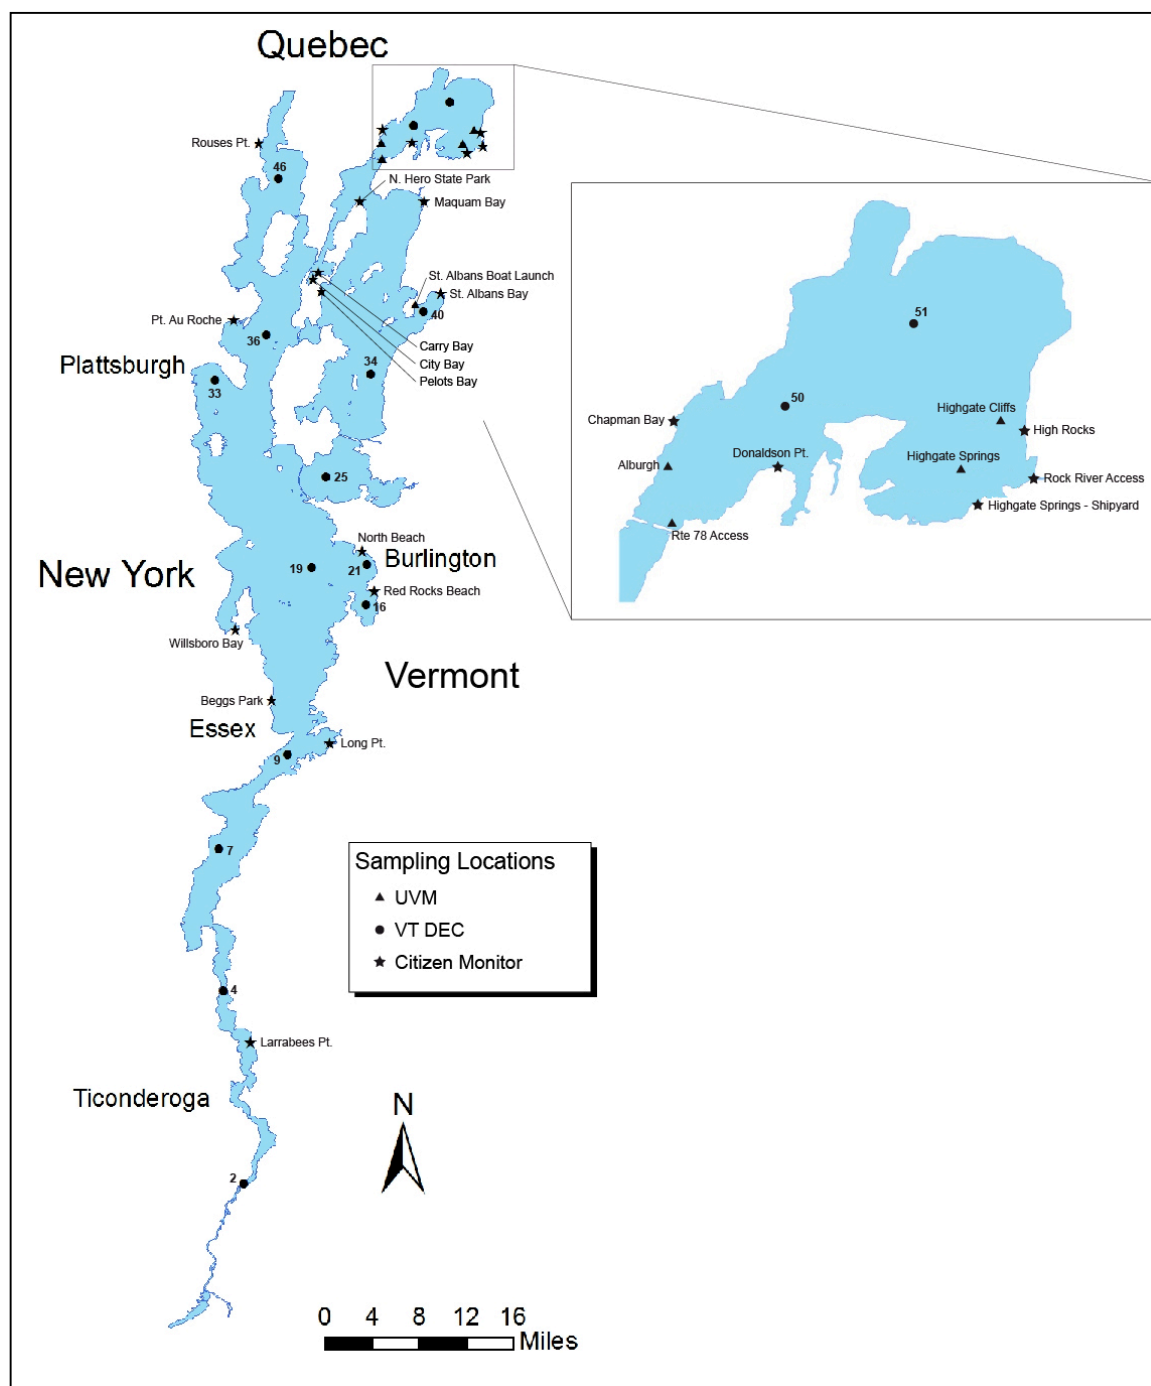 Quebec
Rouses Pt.
46
N. Hero State Park
Maquam Bay
St. Albans Boat Launch
St. Albans Bay
40
Pt. Au Roche
36
Carry Bay
City Bay
Pelots Bay
34
Plattsburgh
33
25
North Beach
Burlington
21
19
New York
Red Rocks Beach
16
Willsboro Bay
Vermont
Beggs Park
Essex
Long Pt.
9
7
4
Larrabees Pt.
Ticonderoga
2
51
50
Chapman Bay
Highgate Cliffs
High Rocks
Donaldson Pt.
Highgate Springs
Alburgh
Rock River Access
Highgate Springs - Shipyard
Rte 78 Access
Sampling Locations
UVM
VT DEC
Citizen Monitor
N
0 4 8 12 16
Miles